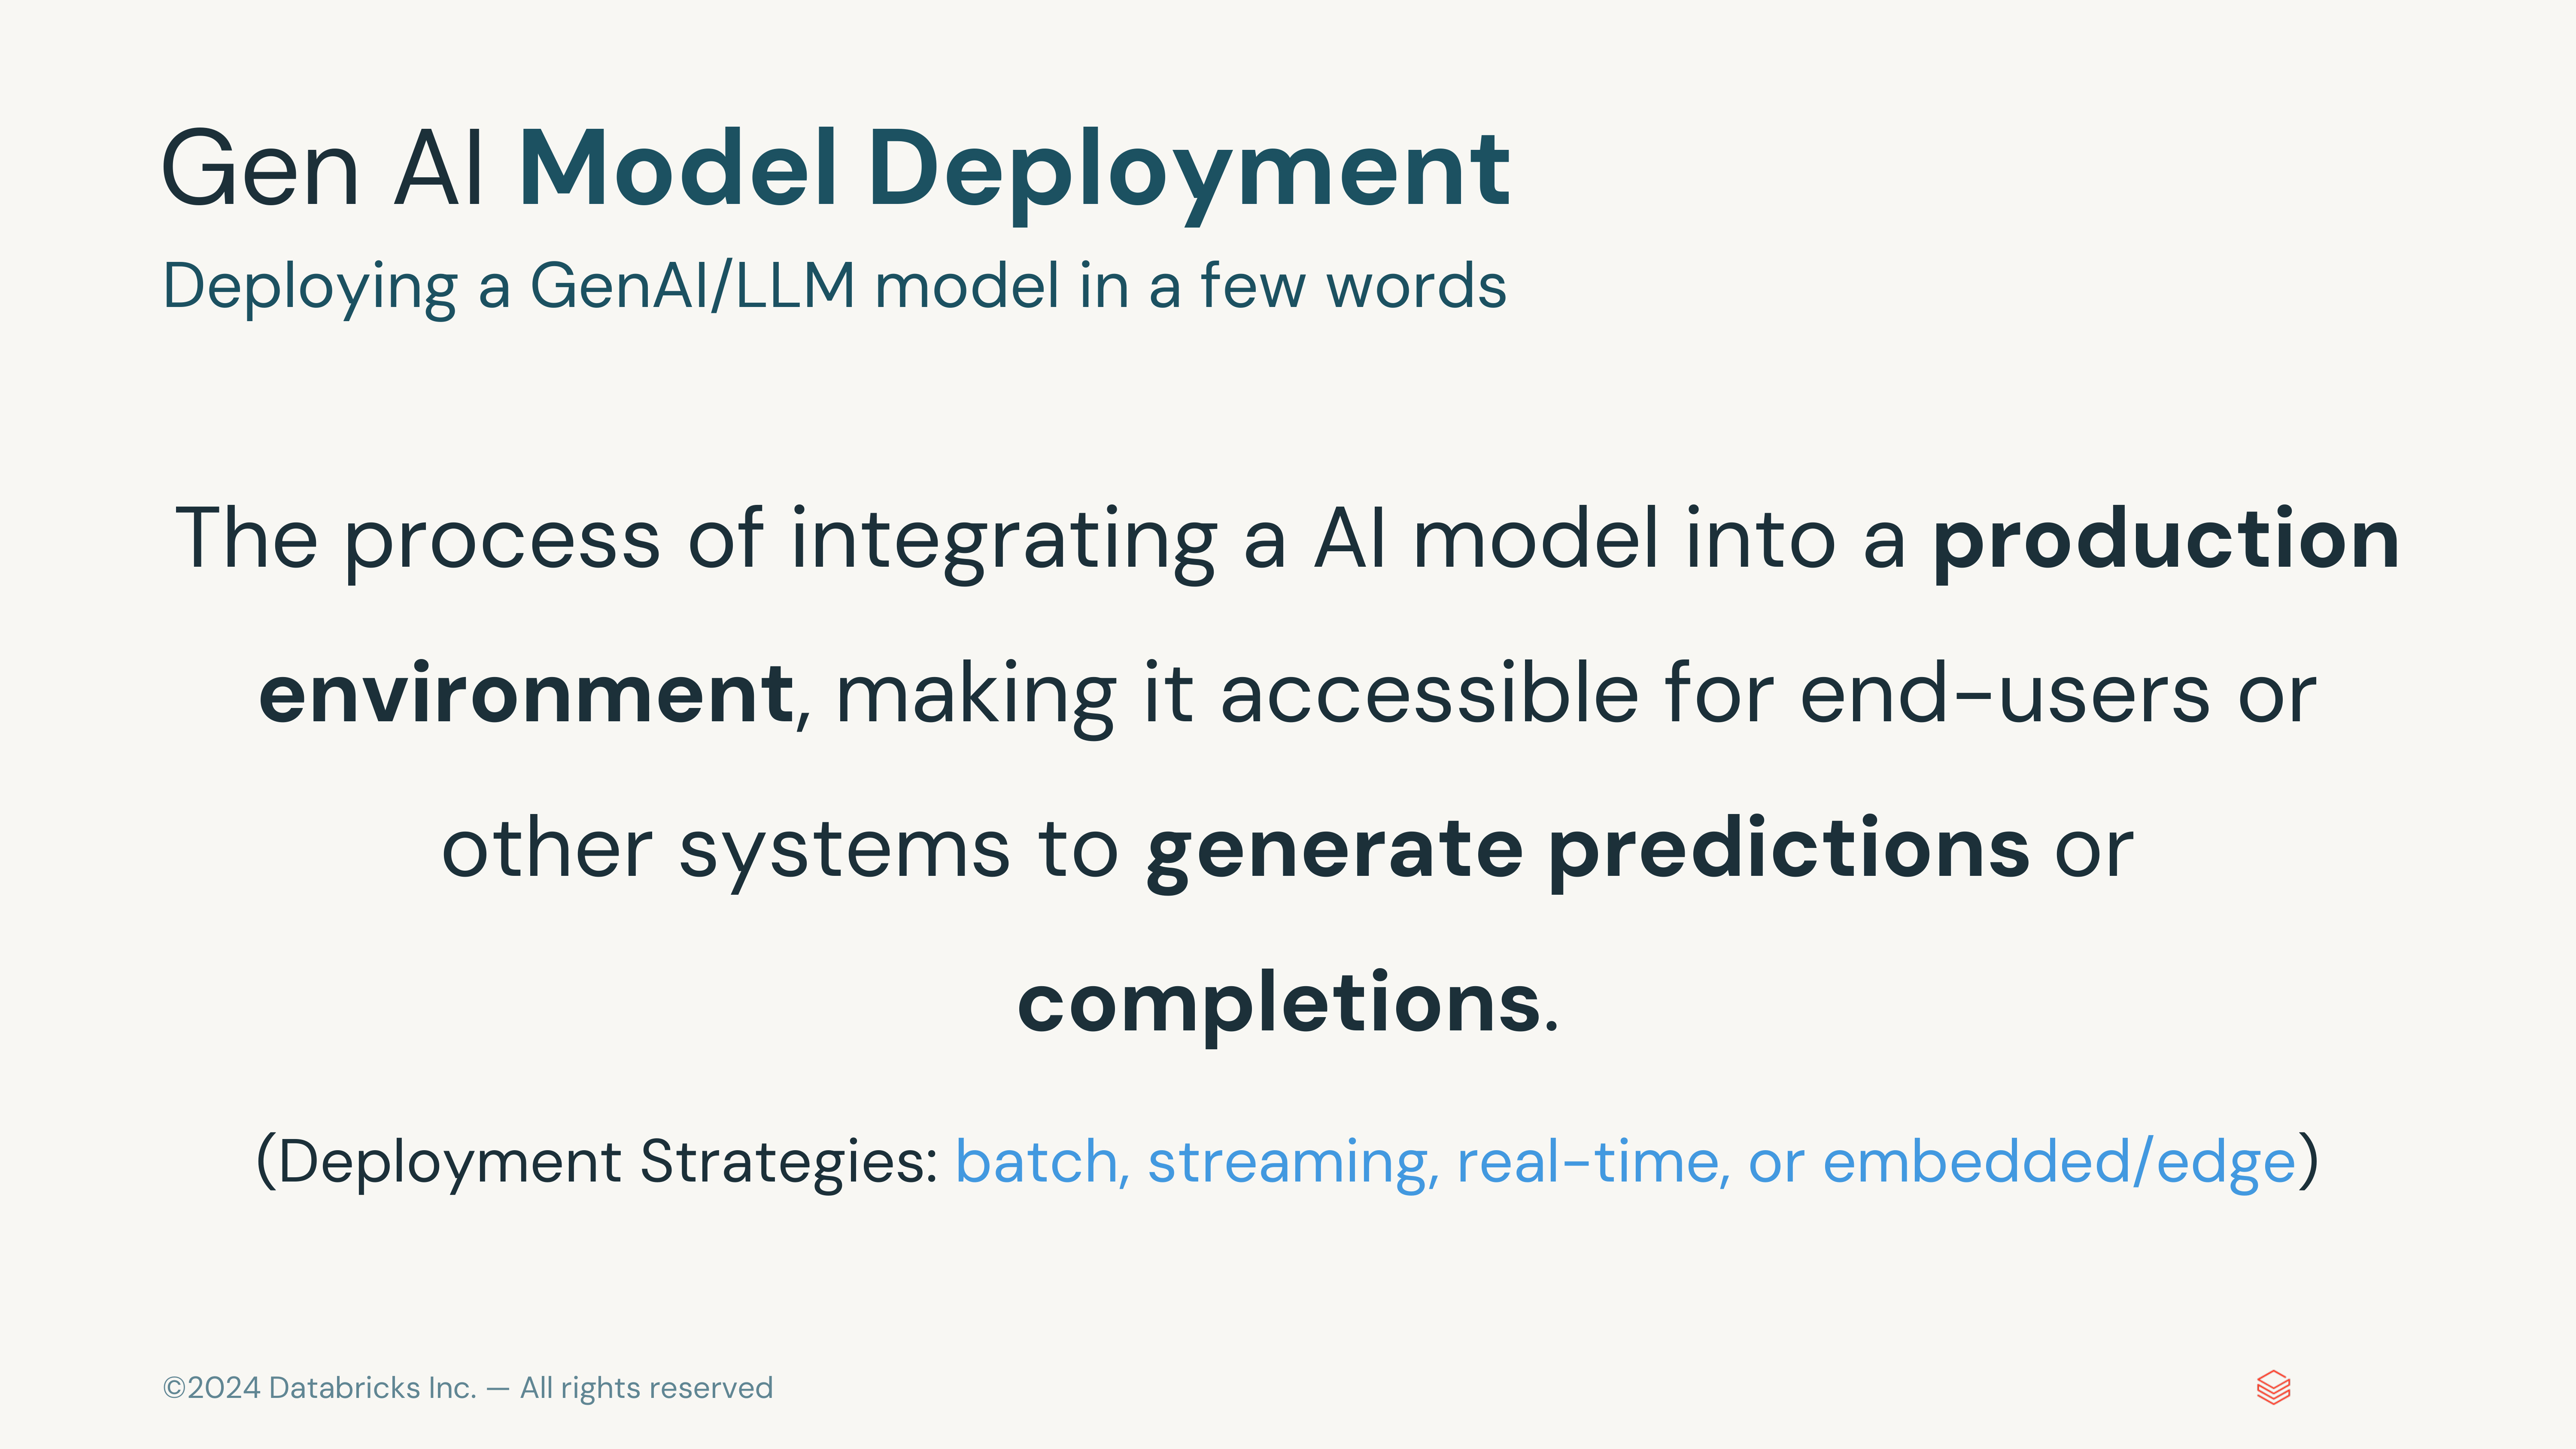 Gen AI Model Deployment
Deploying a GenAI/LLM model in a few words
The process of integrating a AI model into a production
environment, making it accessible for end-users or
other systems to generate predictions or
completions.
(Deployment Strategies: batch, streaming, real-time, or embedded/edge)
©2024 Databricks Inc. — All rights reserved